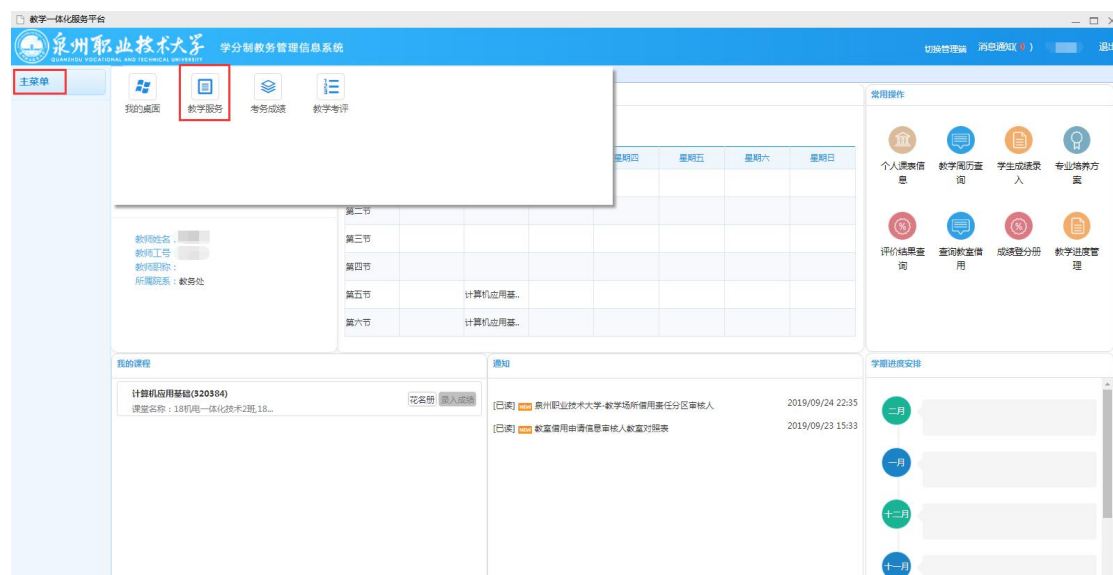 教学一体化服务平台
泉州职业技术大学 学分制教务管理信息系统
QUANZHOU VOCATIONAL AND TECHNICAL UNIVERSITY
切换管理端 消息通知( ) 退出
主菜单
我的桌面 教学服务 考务成绩 教学考评
常用操作
星期四 星期五 星期六 星期日
个人课表信息
教学周历查询
学生成绩录入
专业培养方案
第二节
教师姓名：
教师工号
教师职称：
所属院系：教务处
第三节
第四节
第五节 计算机应用基..
第六节 计算机应用基..
评价结果查询
查询教室借用
成绩登分册
教学进度管理
我的课程
计算机应用基础(320384)
课堂名称：18机电一体化技术2班,18...
花名册 录入成绩
通知
[已读] NEW 泉州职业技术大学-教学场所借用责任分区审核人 2019/09/24 22:35
[已读] NEW 教室借用申请信息审核人教室对照表 2019/09/23 15:33
学期进度安排
二月
一月
十二月
十一月